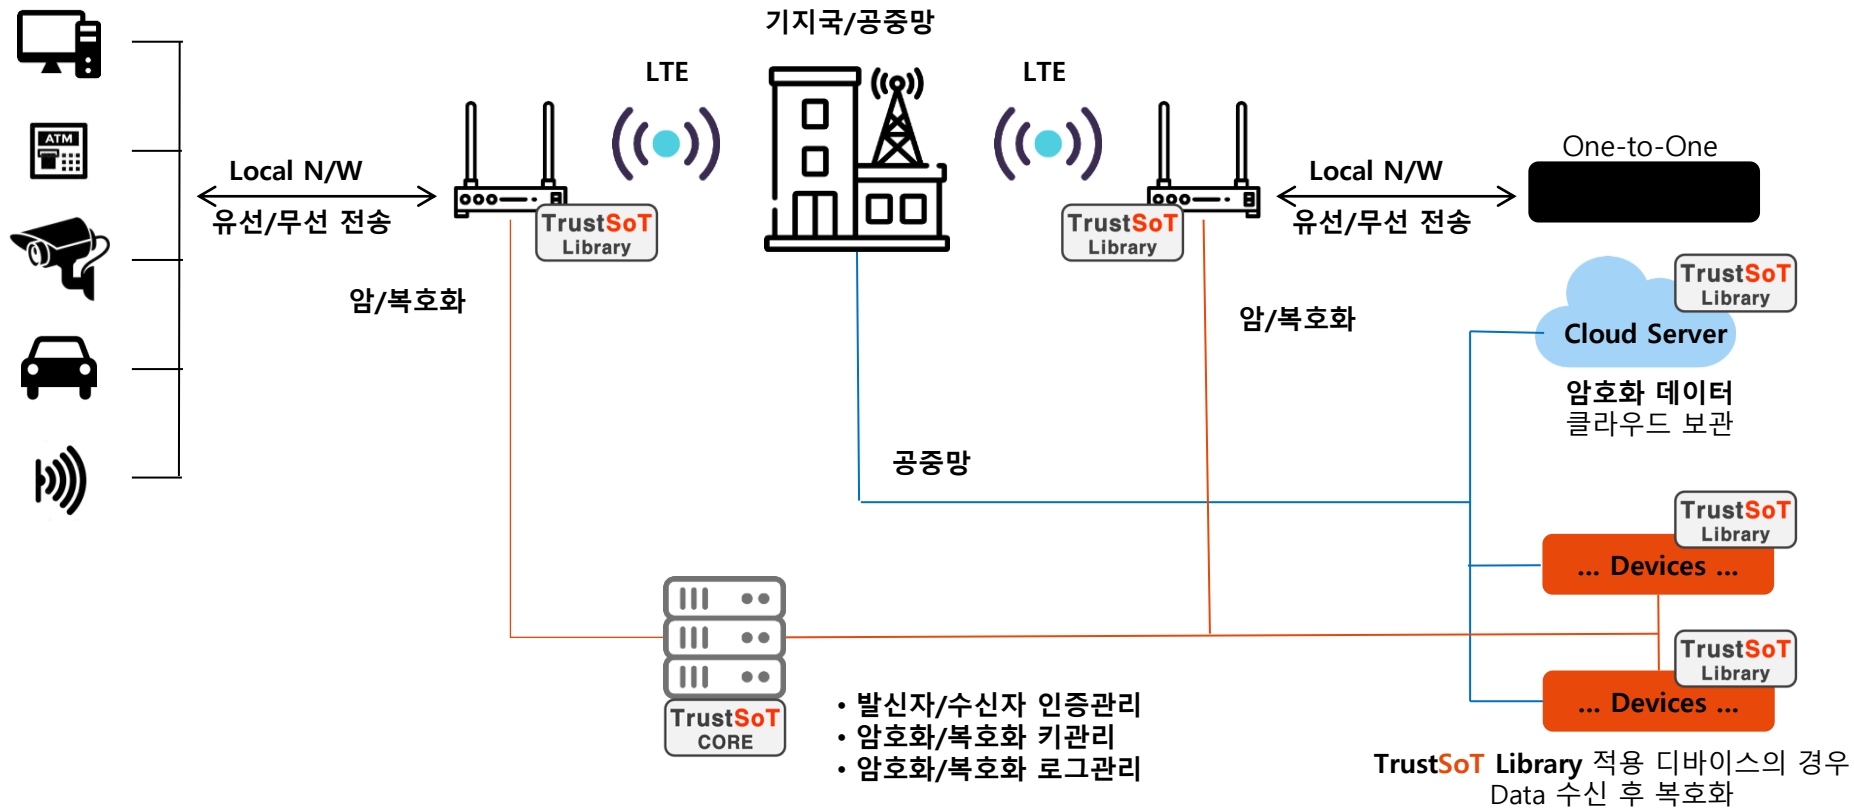 기지국/공중망
LTE
LTE
ATM
Local N/W
유선/무선 전송
TrustSoT
Library
TrustSoT
Library
Local N/W
유선/무선 전송
One-to-One
암/복호화
암/복호화
TrustSoT
Library
Cloud Server
암호화 데이터
클라우드 보관
공중망
TrustSoT
Library
... Devices ...
TrustSoT
Library
... Devices ...
TrustSoT
CORE
• 발신자/수신자 인증관리
• 암호화/복호화 키관리
• 암호화/복호화 로그관리
TrustSoT Library 적용 디바이스의 경우
Data 수신 후 복호화